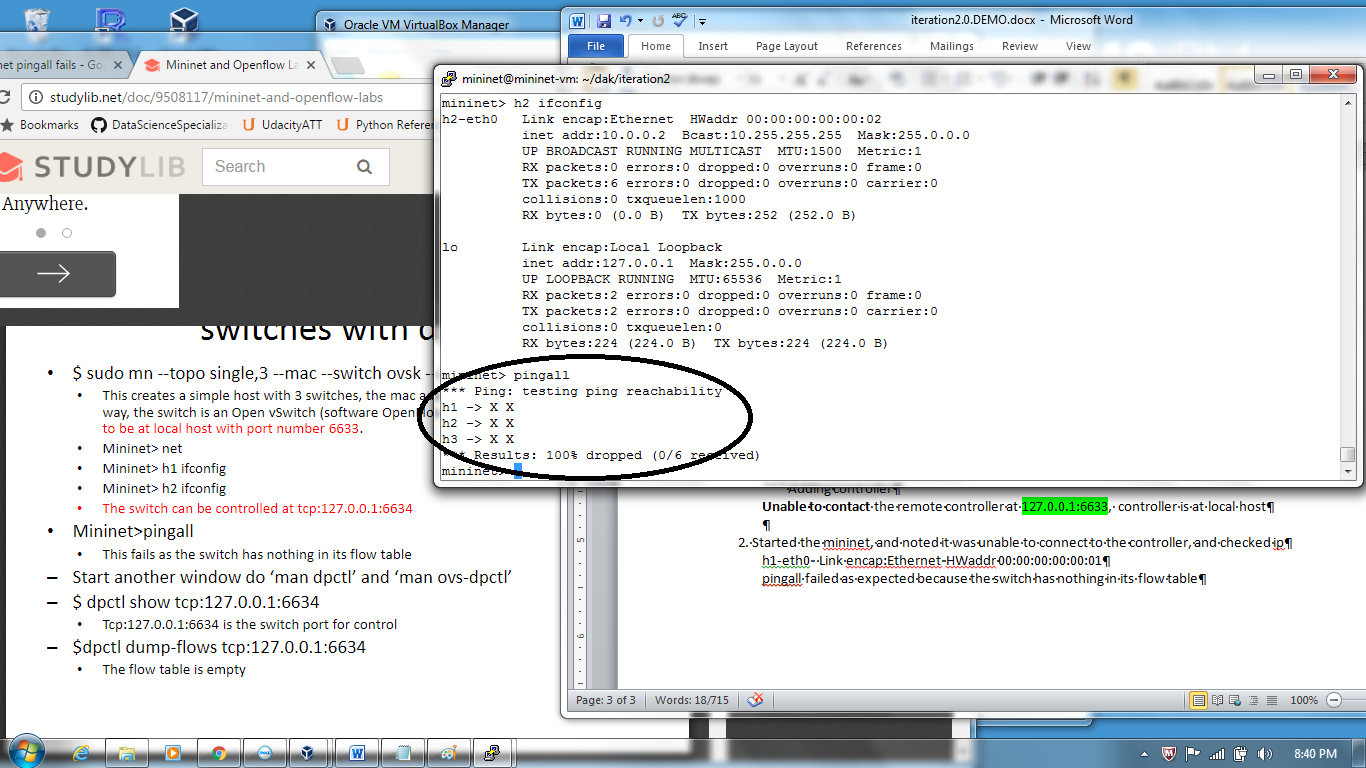 Oracle VM VirtualBox Manager
iteration2.0.DEMO.docx - Microsoft Word
File Home Insert Page Layout References Mailings Review View
net pingall fails - Go
Mininet and Openflow La
studylib.net/doc/9508117/mininet-and-openflow-labs
Bookmarks DataScienceSpecializa UdacityATT Python Referen
STUDYLIB
Search
Anywhere.
switches with
• $ sudo mn --topo single,3 --mac --switch ovsk
• This creates a simple host with 3 switches, the mac a
way, the switch is an Open vSwitch (software OpenFl
to be at local host with port number 6633.
• Mininet> net
• Mininet> h1 ifconfig
• Mininet> h2 ifconfig
• The switch can be controlled at tcp:127.0.0.1:6634
• Mininet>pingall
• This fails as the switch has nothing in its flow table
– Start another window do ‘man dpctl’ and ‘man ovs-dpctl’
– $ dpctl show tcp:127.0.0.1:6634
• Tcp:127.0.0.1:6634 is the switch port for control
– $dpctl dump-flows tcp:127.0.0.1:6634
• The flow table is empty
mininet@mininet-vm: ~/dak/iteration2
mininet> h2 ifconfig
h2-eth0 Link encap:Ethernet HWaddr 00:00:00:00:00:02
inet addr:10.0.0.2 Bcast:10.255.255.255 Mask:255.0.0.0
UP BROADCAST RUNNING MULTICAST MTU:1500 Metric:1
RX packets:0 errors:0 dropped:0 overruns:0 frame:0
TX packets:6 errors:0 dropped:0 overruns:0 carrier:0
collisions:0 txqueuelen:1000
RX bytes:0 (0.0 B) TX bytes:252 (252.0 B)
lo Link encap:Local Loopback
inet addr:127.0.0.1 Mask:255.0.0.0
UP LOOPBACK RUNNING MTU:65536 Metric:1
RX packets:2 errors:0 dropped:0 overruns:0 frame:0
TX packets:2 errors:0 dropped:0 overruns:0 carrier:0
collisions:0 txqueuelen:0
RX bytes:224 (224.0 B) TX bytes:224 (224.0 B)
mininet> pingall
*** Ping: testing ping reachability
h1 -> X X
h2 -> X X
h3 -> X X
*** Results: 100% dropped (0/6 received)
mininet>
Adding controller¶
Unable to contact the remote controller at 127.0.0.1:6633, controller is at local host¶
¶
2. Started the mininet, and noted it was unable to connect to the controller, and checked ip¶
h1-eth0 Link encap:Ethernet HWaddr 00:00:00:00:00:01¶
pingall failed as expected because the switch has nothing in its flow table¶
Page: 3 of 3 Words: 18/715 100%
8:40 PM